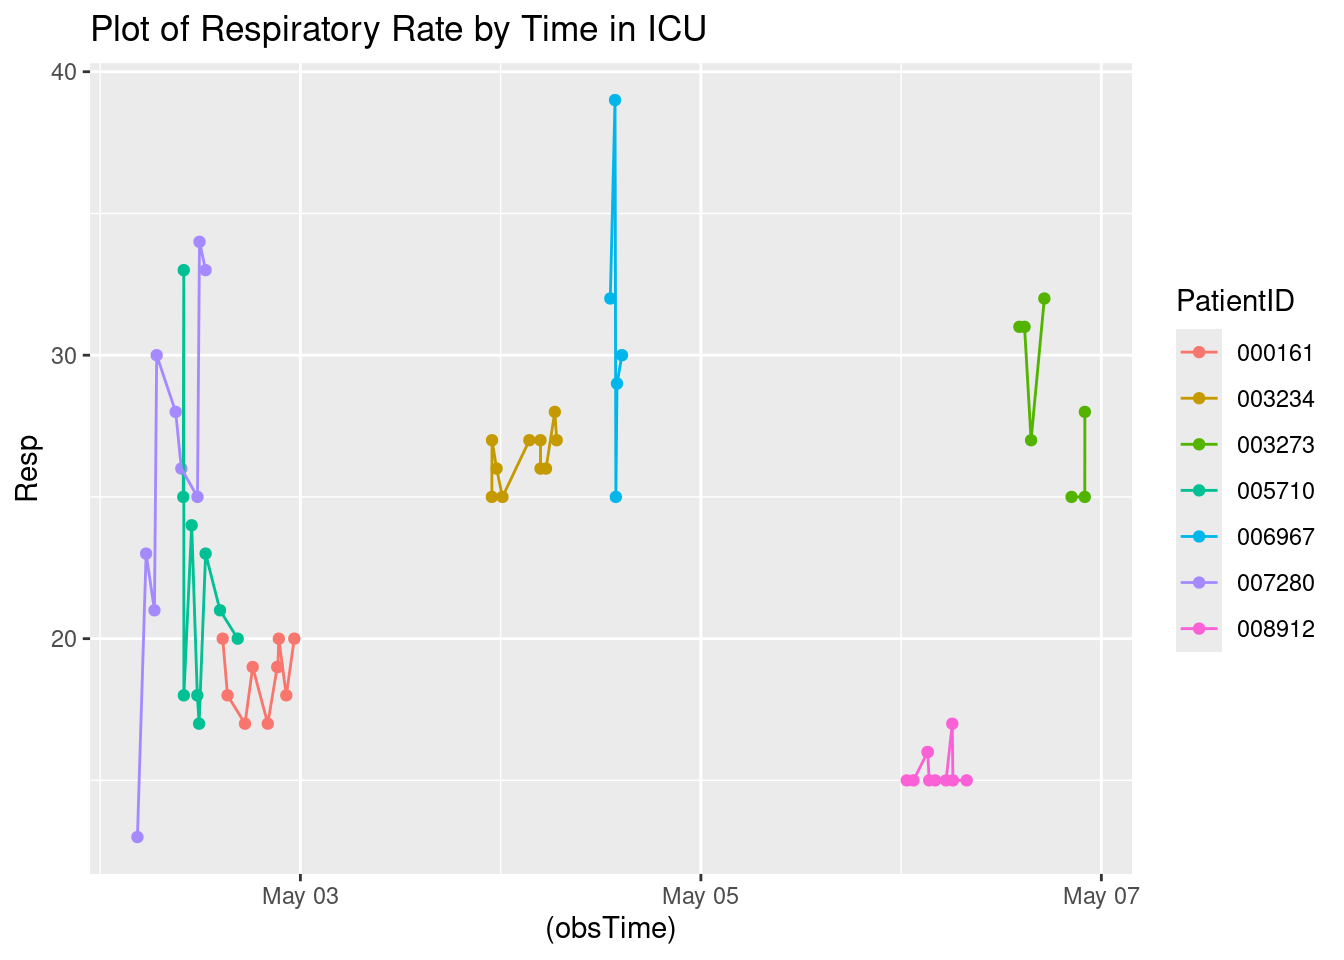 Plot of Respiratory Rate by Time in ICU
40
30
20
Resp
May 03
May 05
May 07
(obsTime)
PatientID
000161
003234
003273
005710
006967
007280
008912